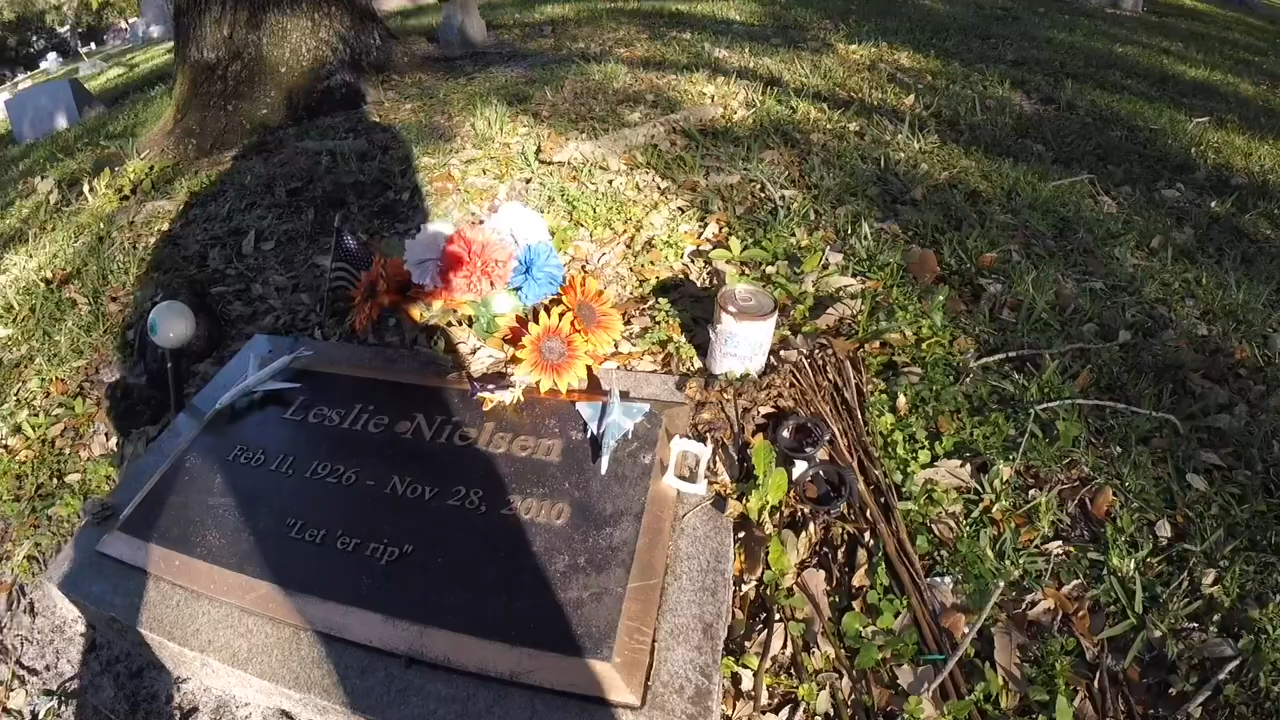 Leslie Nielsen
Feb 11, 1926 - Nov 28, 2010
"Let 'er rip"